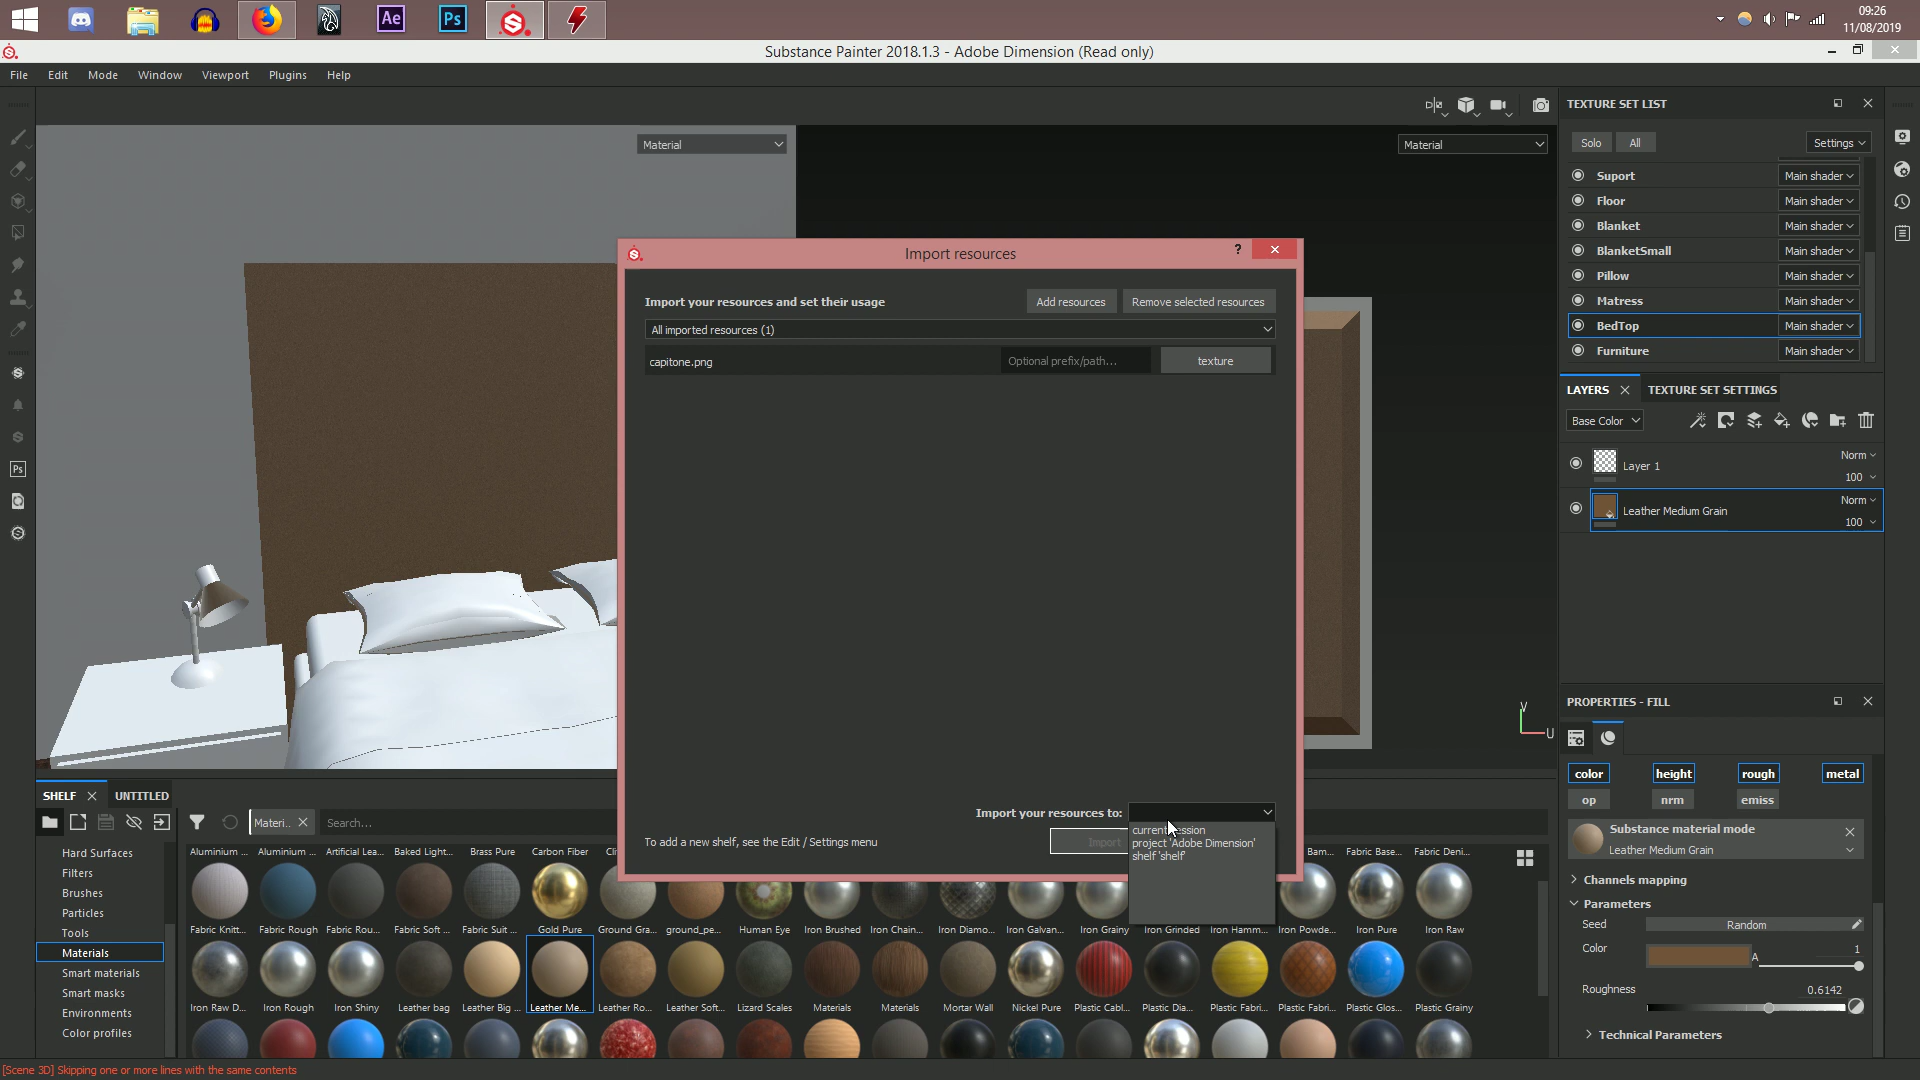 Ae
Ps
09:26
11/08/2019
Substance Painter 2018.1.3 - Adobe Dimension (Read only)
File Edit Mode Window Viewport Plugins Help
TEXTURE SET LIST
Material
Material
Solo All Settings
Suport Main shader
Floor Main shader
Blanket Main shader
BlanketSmall Main shader
Pillow Main shader
Matress Main shader
BedTop Main shader
Furniture Main shader
Import resources
?
Import your resources and set their usage
Add resources Remove selected resources
All imported resources (1)
capitone.png Optional prefix/path... texture
Import your resources to:
To add a new shelf, see the Edit / Settings menu
Import
project 'Adobe Dimension'
shelf 'shelf'
LAYERS TEXTURE SET SETTINGS
Base Color
Layer 1 Norm
100
Leather Medium Grain Norm
100
Ps
V
U
PROPERTIES - FILL
color height rough metal
op nrm emiss
Substance material mode
Leather Medium Grain
Channels mapping
Parameters
Seed Random
Color A 1
Roughness 0.6142
Technical Parameters
SHELF UNTITLED
Materi.. Search...
Hard Surfaces
Filters
Brushes
Particles
Tools
Materials
Smart materials
Smart masks
Environments
Color profiles
Aluminium ... Aluminium ... Artificial Lea... Baked Light... Brass Pure Carbon Fiber Bam... Fabric Base... Fabric Deni...
Fabric Knitt... Fabric Rough Fabric Rou... Fabric Soft ... Fabric Suit ... Gold Pure Ground Gra... ground_pe... Human Eye Iron Brushed Iron Chain... Iron Diamo... Iron Galvan... Iron Grainy Iron Grinded Iron Hamm... Iron Powde... Iron Pure Iron Raw
Iron Raw D... Iron Rough Iron Shiny Leather bag Leather Big ... Leather Me... Leather Ro... Leather Soft... Lizard Scales Materials Materials Mortar Wall Nickel Pure Plastic Cabl... Plastic Dia... Plastic Fabri... Plastic Fabri... Plastic Glos... Plastic Grainy
[Scene 3D] Skipping one or more lines with the same contents